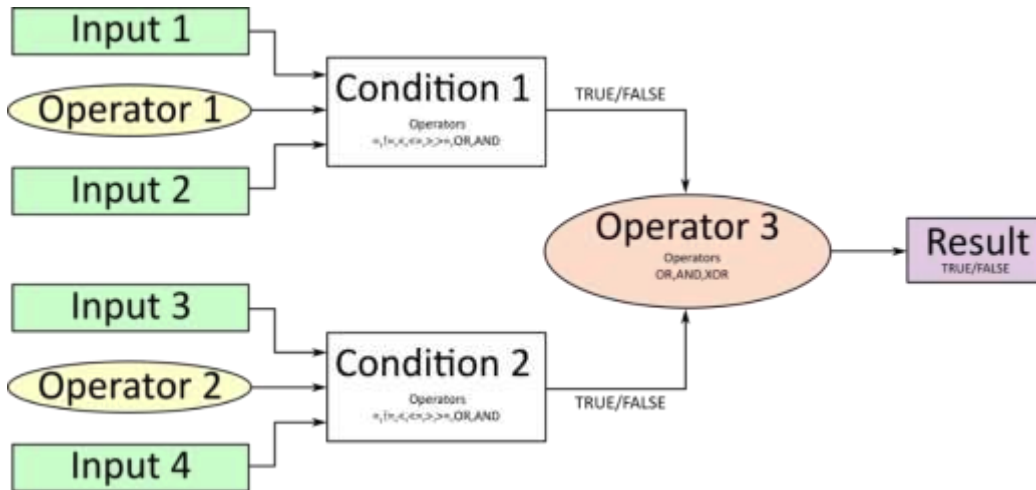 Input 1
Operator 1
Input 2
Condition 1
Operators
=,!=,<,<=,>,>=,OR,AND
TRUE/FALSE
Operator 3
Operators
OR,AND,XOR
Result
TRUE/FALSE
Input 3
Operator 2
Input 4
Condition 2
Operators
=,!=,<,<=,>,>=,OR,AND
TRUE/FALSE